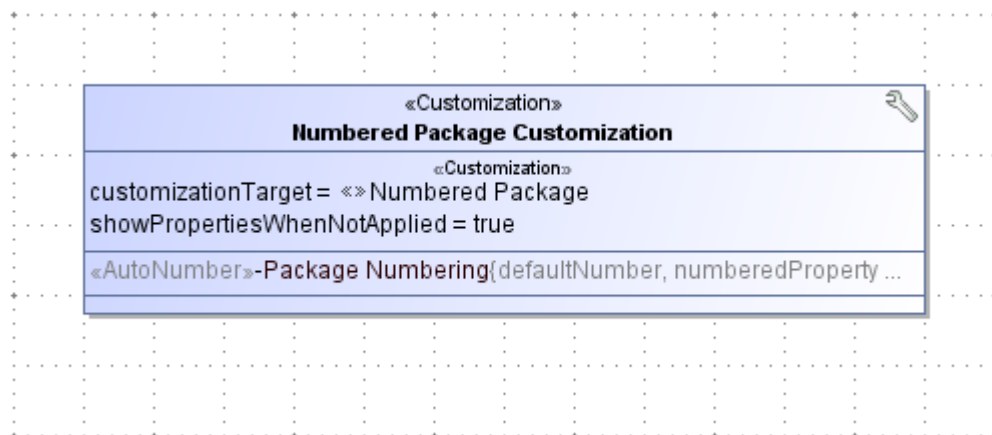 «Customization»
Numbered Package Customization
«Customization»
customizationTarget = «» Numbered Package
showPropertiesWhenNotApplied = true
«AutoNumber»-Package Numbering{defaultNumber, numberedProperty ...